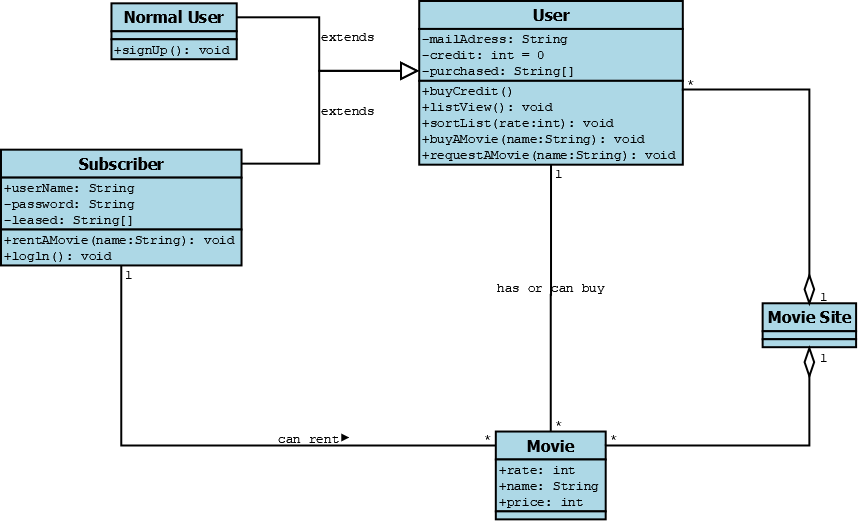 Normal User
+signUp(): void
extends
extends
User
-mailAdress: String
-credit: int = 0
-purchased: String[]
+buyCredit()
+listView(): void
+sortList(rate:int): void
+buyAMovie(name:String): void
+requestAMovie(name:String): void
*
1
Subscriber
+userName: String
-password: String
-leased: String[]
+rentAMovie(name:String): void
+logln(): void
1
has or can buy
1
Movie Site
1
can rent
*
*
*
Movie
+rate: int
+name: String
+price: int